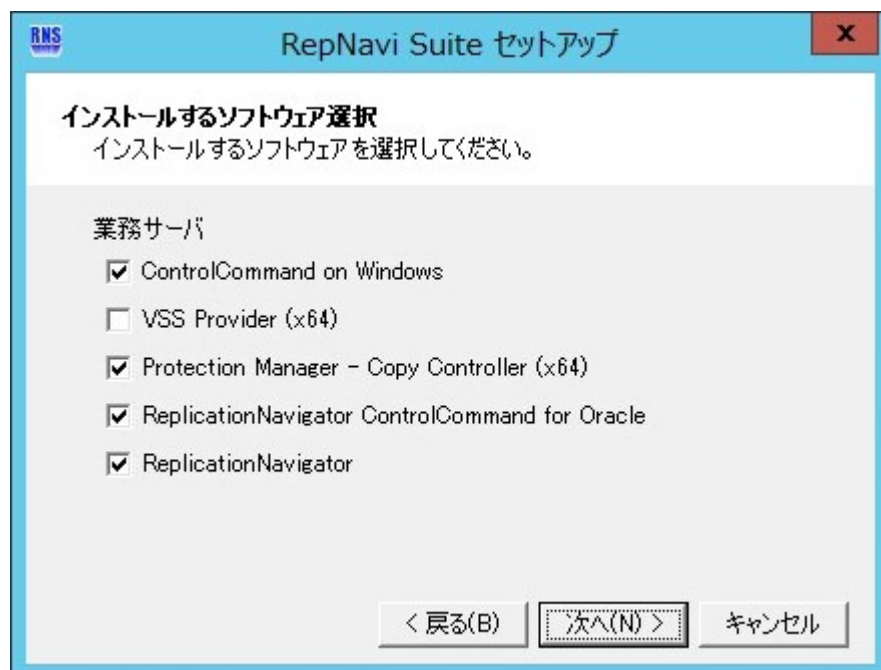 RNS
RepNavi Suite セットアップ
x
インストールするソフトウェア選択
インストールするソフトウェアを選択してください。
業務サーバ
ControlCommand on Windows
VSS Provider (x64)
Protection Manager - Copy Controller (x64)
ReplicationNavigator ControlCommand for Oracle
ReplicationNavigator
< 戻る(B)
次へ(N) >
キャンセル